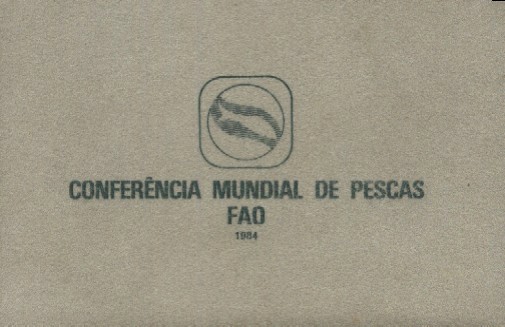 CONFERÊNCIA MUNDIAL DE PESCAS
FAO
1984